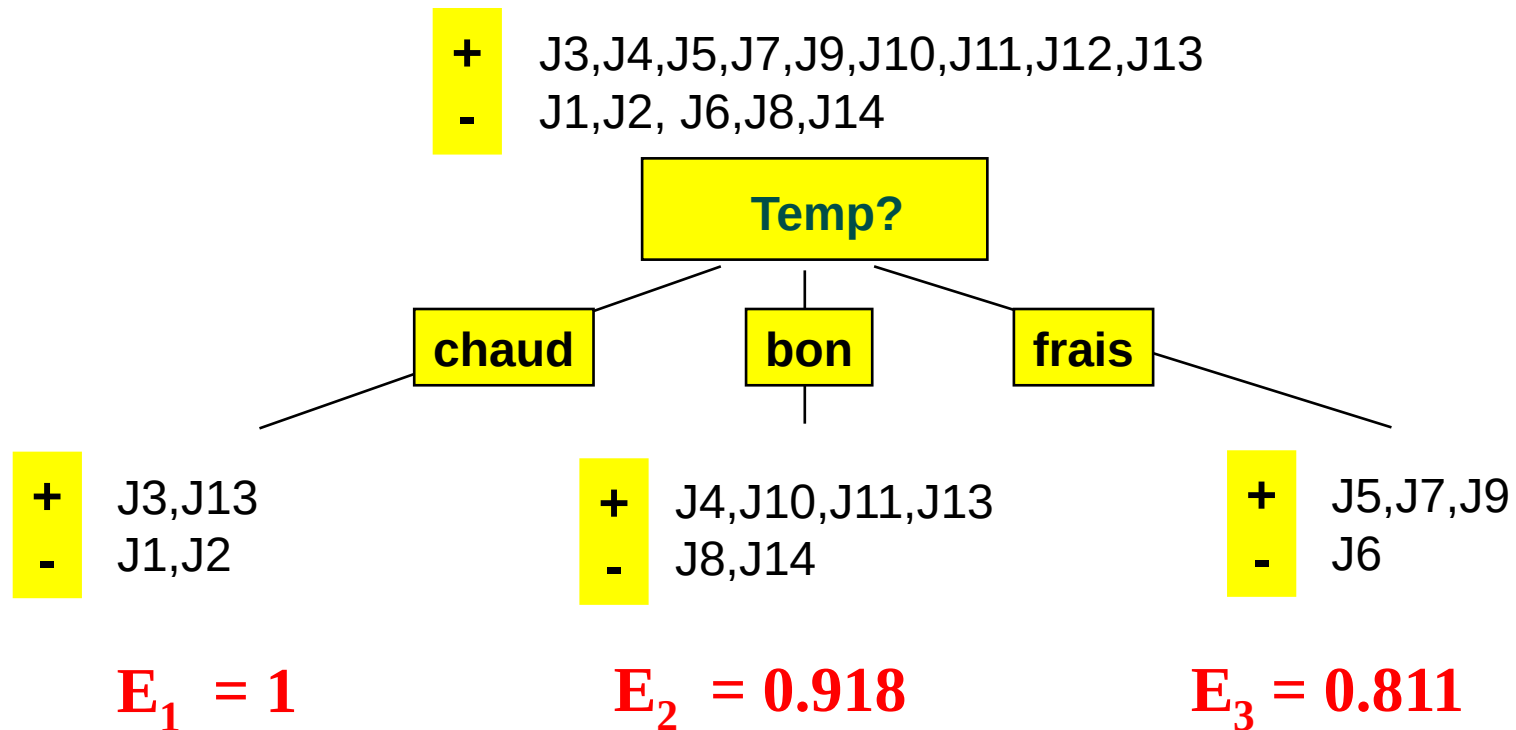 + J3,J4,J5,J7,J9,J10,J11,J12,J13
- J1,J2, J6,J8,J14
Temp?
chaud
bon
frais
+ J3,J13
- J1,J2
+ J4,J10,J11,J13
- J8,J14
+ J5,J7,J9
- J6
E1 = 1
E2 = 0.918
E3 = 0.811